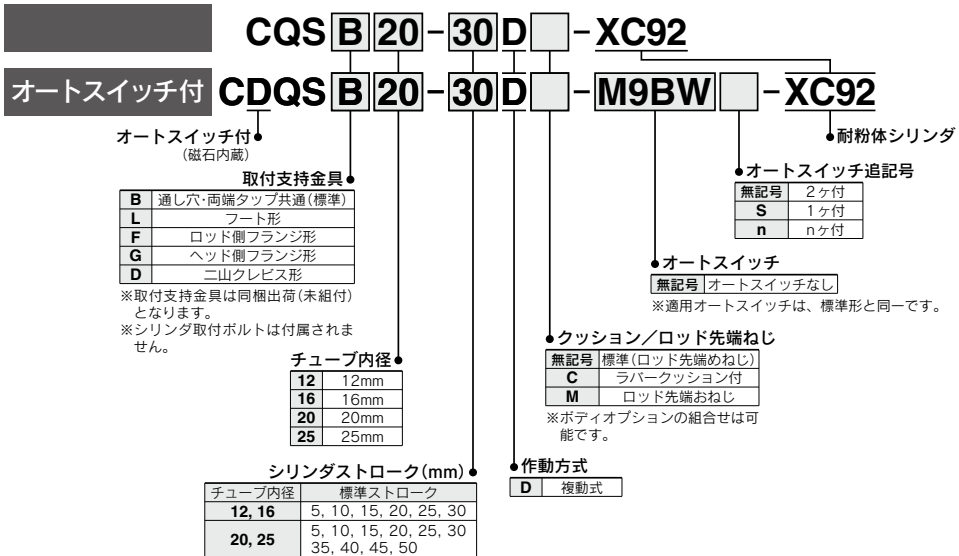 CQS B 20-30 D -XC92
オートスイッチ付 CDQS B 20-30 D -M9BW -XC92
オートスイッチ付
(磁石内蔵)
耐粉体シリンダ
取付支持金具
B 通し穴・両端タップ共通(標準)
L フート形
F ロッド側フランジ形
G ヘッド側フランジ形
D 二山クレビス形
※取付支持金具は同梱出荷(未組付)
となります。
※シリンダ取付ボルトは付属されま
せん。
オートスイッチ追記号
無記号 2ヶ付
S 1ヶ付
n nヶ付
オートスイッチ
無記号 オートスイッチなし
※適用オートスイッチは、標準形と同一です。
チューブ内径
12 12mm
16 16mm
20 20mm
25 25mm
クッション/ロッド先端ねじ
無記号 標準(ロッド先端めねじ)
C ラバークッション付
M ロッド先端おねじ
※ボディオプションの組合せは可
能です。
シリンダストローク(mm)
チューブ内径 標準ストローク
12, 16 5, 10, 15, 20, 25, 30
20, 25 5, 10, 15, 20, 25, 30
35, 40, 45, 50
作動方式
D 複動式